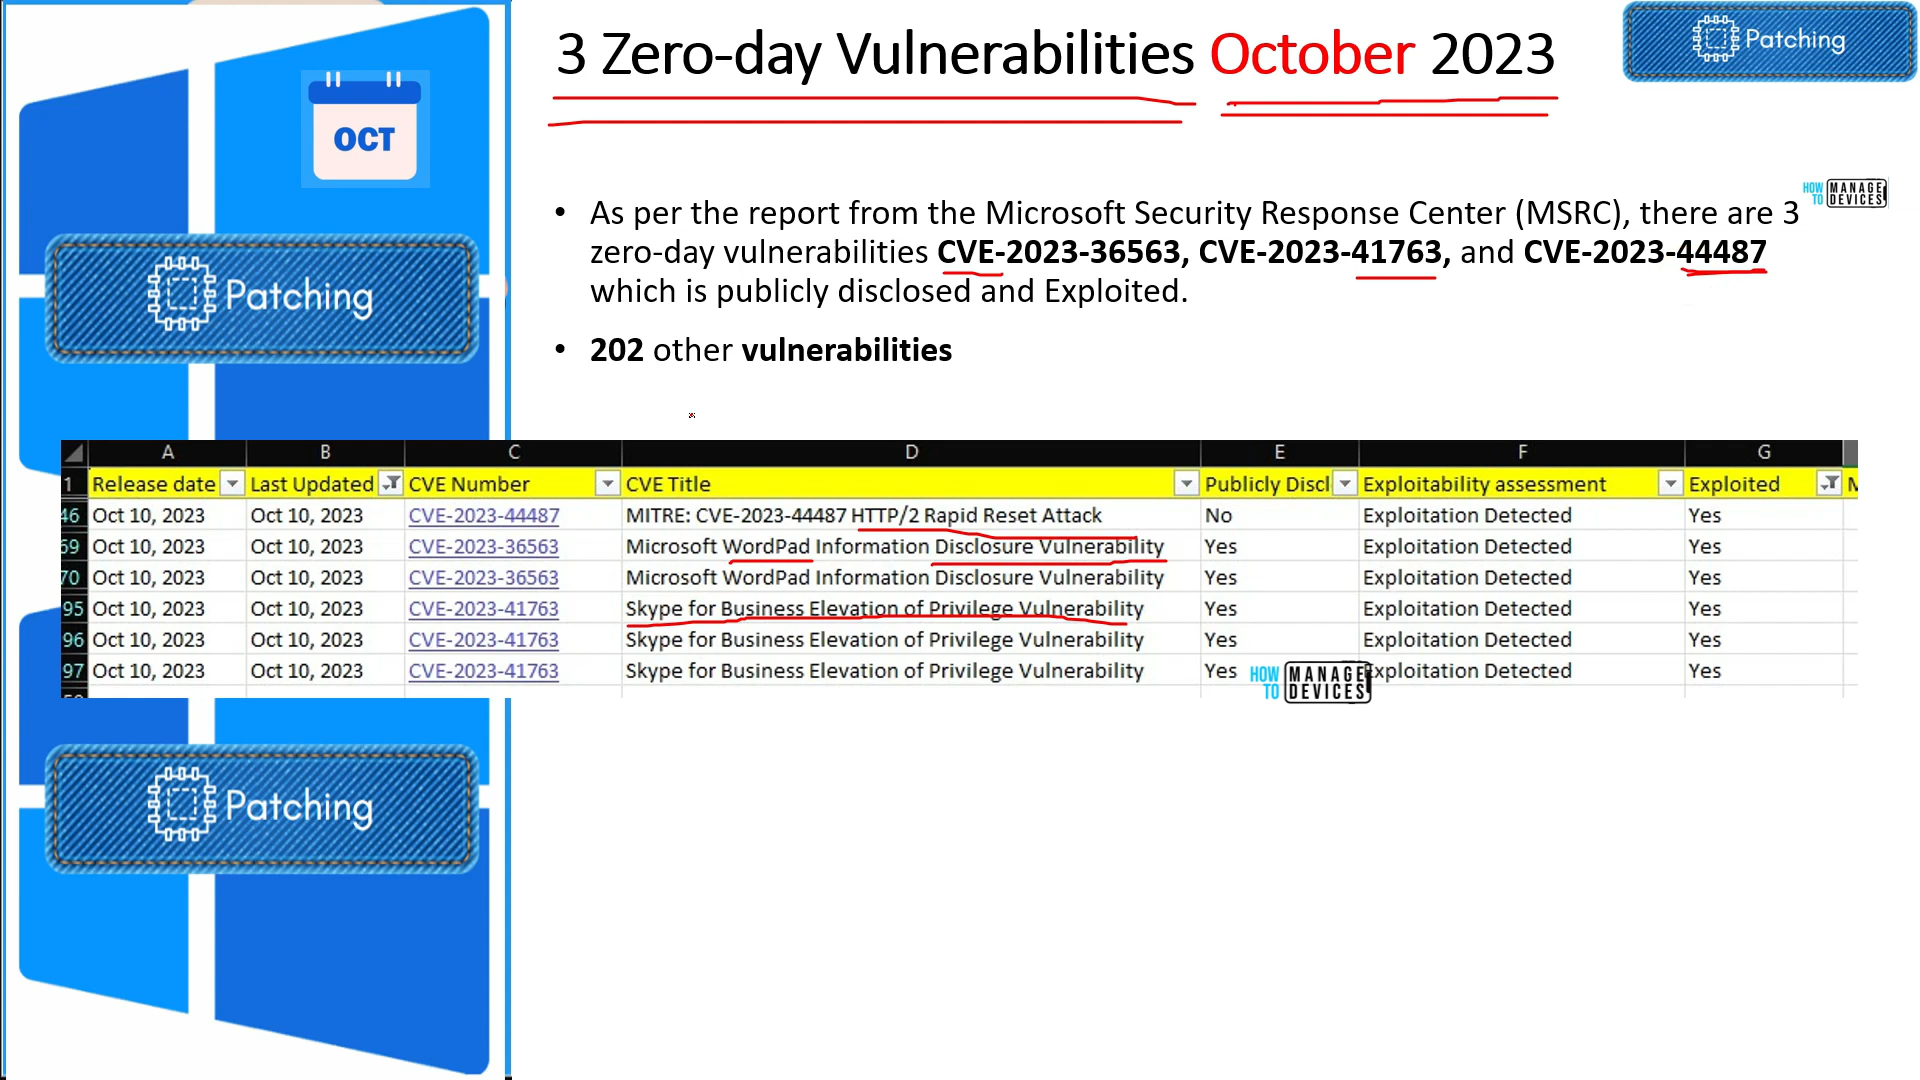 3 Zero-day Vulnerabilities October 2023
Patching
OCT
HOW TO MANAGE DEVICES
• As per the report from the Microsoft Security Response Center (MSRC), there are 3
zero-day vulnerabilities CVE-2023-36563, CVE-2023-41763, and CVE-2023-44487
which is publicly disclosed and Exploited.
• 202 other vulnerabilities
Patching
A B C D E F G
1 Release date Last Updated CVE Number CVE Title Publicly Discl Exploitability assessment Exploited
46 Oct 10, 2023 Oct 10, 2023 CVE-2023-44487 MITRE: CVE-2023-44487 HTTP/2 Rapid Reset Attack No Exploitation Detected Yes
69 Oct 10, 2023 Oct 10, 2023 CVE-2023-36563 Microsoft WordPad Information Disclosure Vulnerability Yes Exploitation Detected Yes
70 Oct 10, 2023 Oct 10, 2023 CVE-2023-36563 Microsoft WordPad Information Disclosure Vulnerability Yes Exploitation Detected Yes
95 Oct 10, 2023 Oct 10, 2023 CVE-2023-41763 Skype for Business Elevation of Privilege Vulnerability Yes Exploitation Detected Yes
96 Oct 10, 2023 Oct 10, 2023 CVE-2023-41763 Skype for Business Elevation of Privilege Vulnerability Yes Exploitation Detected Yes
97 Oct 10, 2023 Oct 10, 2023 CVE-2023-41763 Skype for Business Elevation of Privilege Vulnerability Yes Exploitation Detected Yes
HOW TO MANAGE DEVICES
Patching